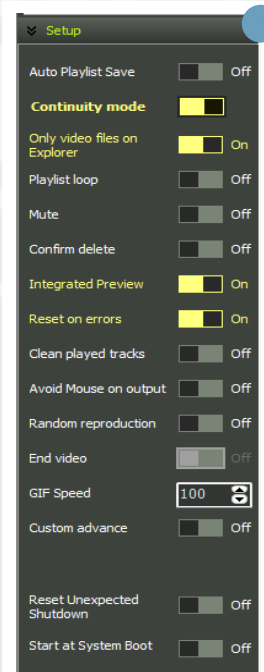 Setup
Auto Playlist Save Off
Continuity mode
Only video files on
Explorer On
Playlist loop Off
Mute Off
Confirm delete Off
Integrated Preview On
Reset on errors On
Clean played tracks Off
Avoid Mouse on output Off
Random reproduction Off
End video Off
GIF Speed 100
Custom advance Off
Reset Unexpected
Shutdown Off
Start at System Boot Off